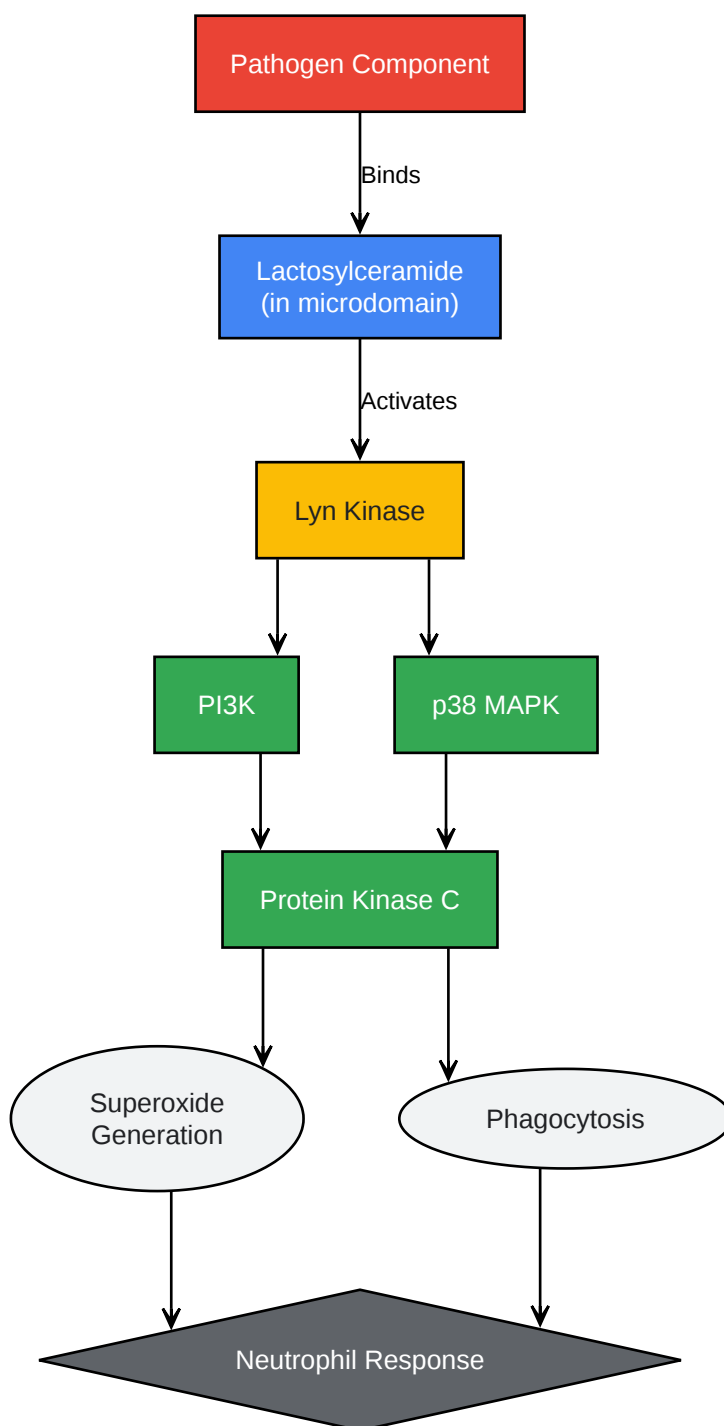 Pathogen Component
Binds
Lactosylceramide
(in microdomain)
Activates
Lyn Kinase
PI3K
p38 MAPK
Protein Kinase C
Superoxide
Generation
Phagocytosis
Neutrophil Response